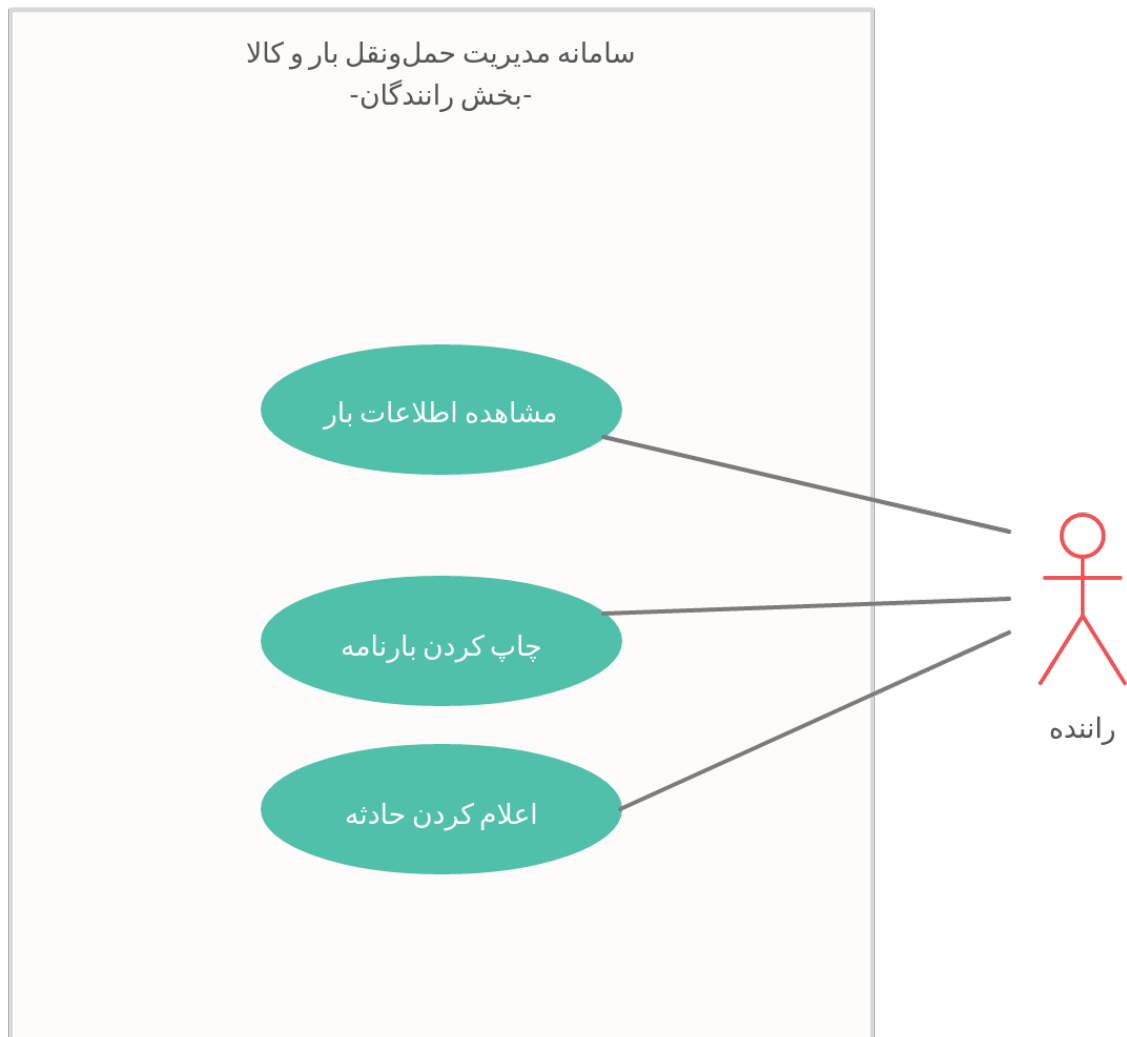 سامانه مدیریت حمل‌ونقل بار و کالا
-بخش رانندگان-
مشاهده اطلاعات بار
چاپ کردن بارنامه
اعلام کردن حادثه
راننده